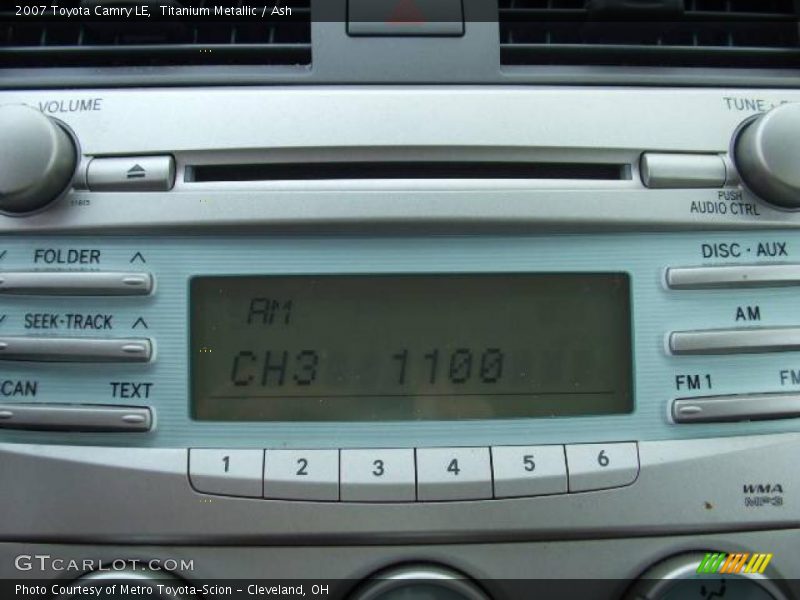 2007 Toyota Camry LE, Titanium Metallic / Ash
VOLUME
TUNE
PUSH
AUDIO CTRL
FOLDER
DISC · AUX
SEEK·TRACK
AM
TEXT
FM 1
AM
CH3 1100
1 2 3 4 5 6
WMA
MP3
GTCARLOT.COM
Photo Courtesy of Metro Toyota-Scion - Cleveland, OH